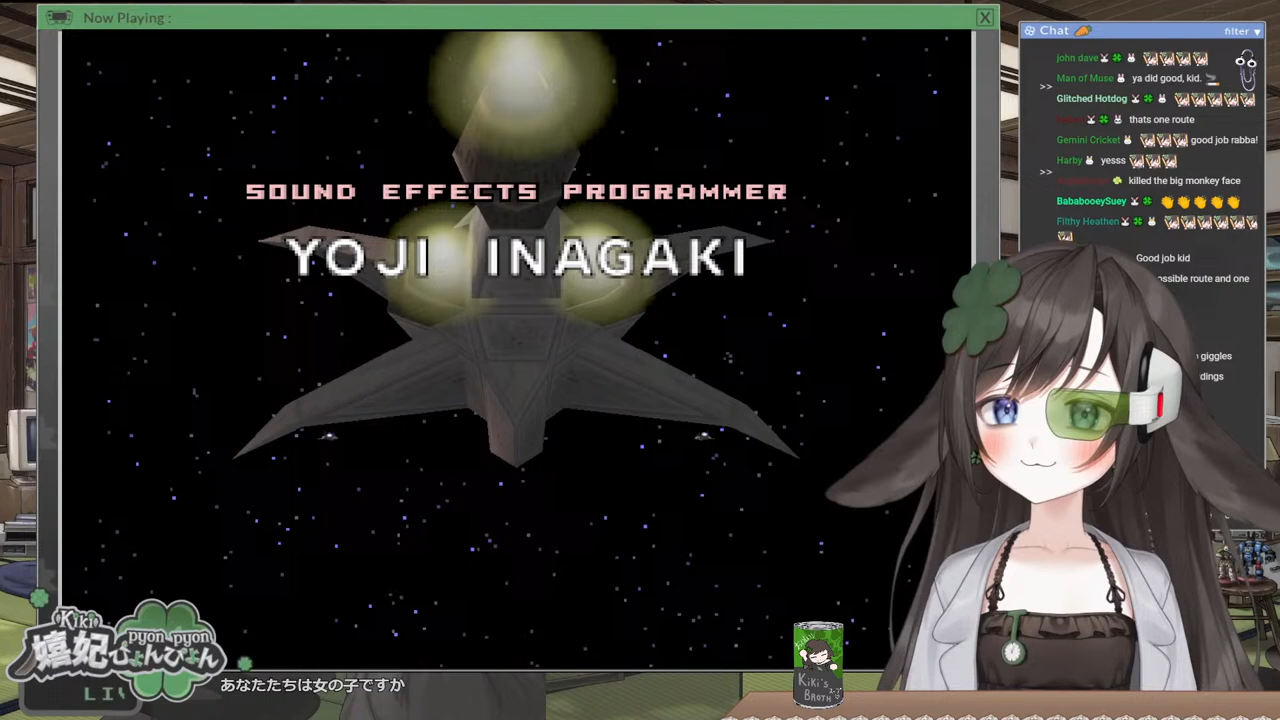 Now Playing :
X
SOUND EFFECTS PROGRAMMER
YOJI INAGAKI
Chat
filter
john dave
Man of Muse ya did good, kid.
>>
Glitched Hotdog
thats one route
Gemini Cricket good job rabba!
Harby yesss
>>
killed the big monkey face
BababooeySuey
Filthy Heathen
Good job kid
ossible route and one
giggles
dings
Kiki
pyon pyon
嬉妃ぴょんぴょん
LIV
あなたたちは女の子ですか
KiKi's
BROTH